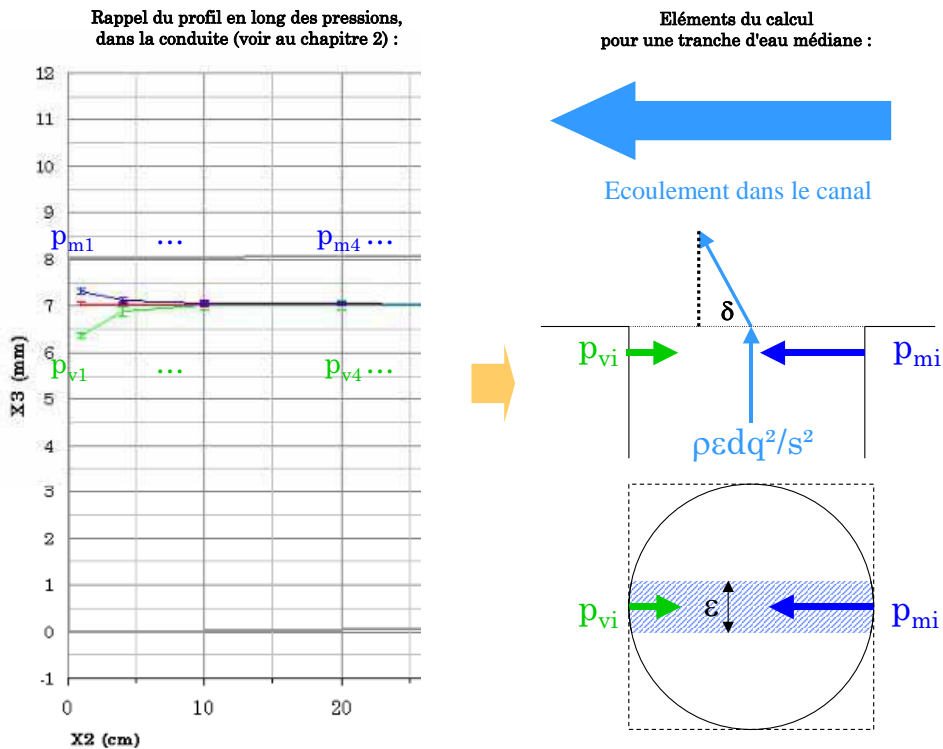 Rappel du profil en long des pressions,
dans la conduite (voir au chapitre 2) :
12
11
10
9
8
7
6
5
4
3
2
1
0
-1
X3 (mm)
0
10
20
X2 (cm)
pm1
...
pm4 ...
pv1
...
pv4 ...
Eléments du calcul
pour une tranche d'eau médiane :
Ecoulement dans le canal
δ
pvi
pmi
ρεdq²/s²
pvi
ε
pmi